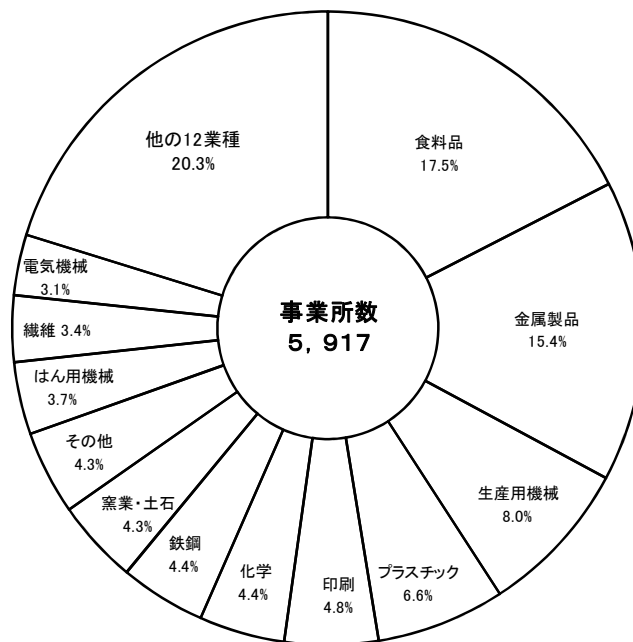 他の12業種
20.3%
食料品
17.5%
電気機械
3.1%
事業所数
5，917
金属製品
15.4%
繊維 3.4%
はん用機械
3.7%
その他
4.3%
生産用機械
8.0%
窯業・土石
4.3%
鉄鋼
4.4%
化学
4.4%
印刷
4.8%
プラスチック
6.6%